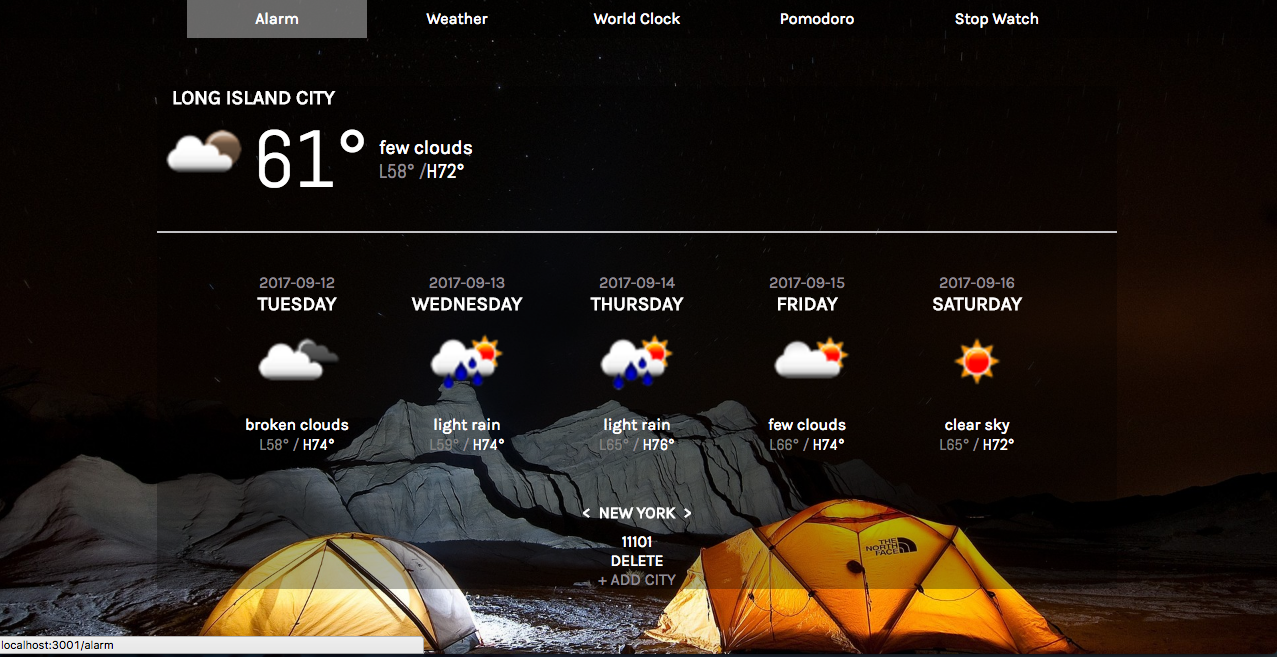 Alarm Weather World Clock Pomodoro Stop Watch
LONG ISLAND CITY
61°
few clouds
L58° /H72°
2017-09-12 2017-09-13 2017-09-14 2017-09-15 2017-09-16
TUESDAY WEDNESDAY THURSDAY FRIDAY SATURDAY
broken clouds light rain light rain few clouds clear sky
L58° / H74° L59° / H74° L65° / H76° L66° / H74° L65° / H72°
< NEW YORK >
11101
DELETE
+ ADD CITY
THE
NORTH
FACE
localhost:3001/alarm